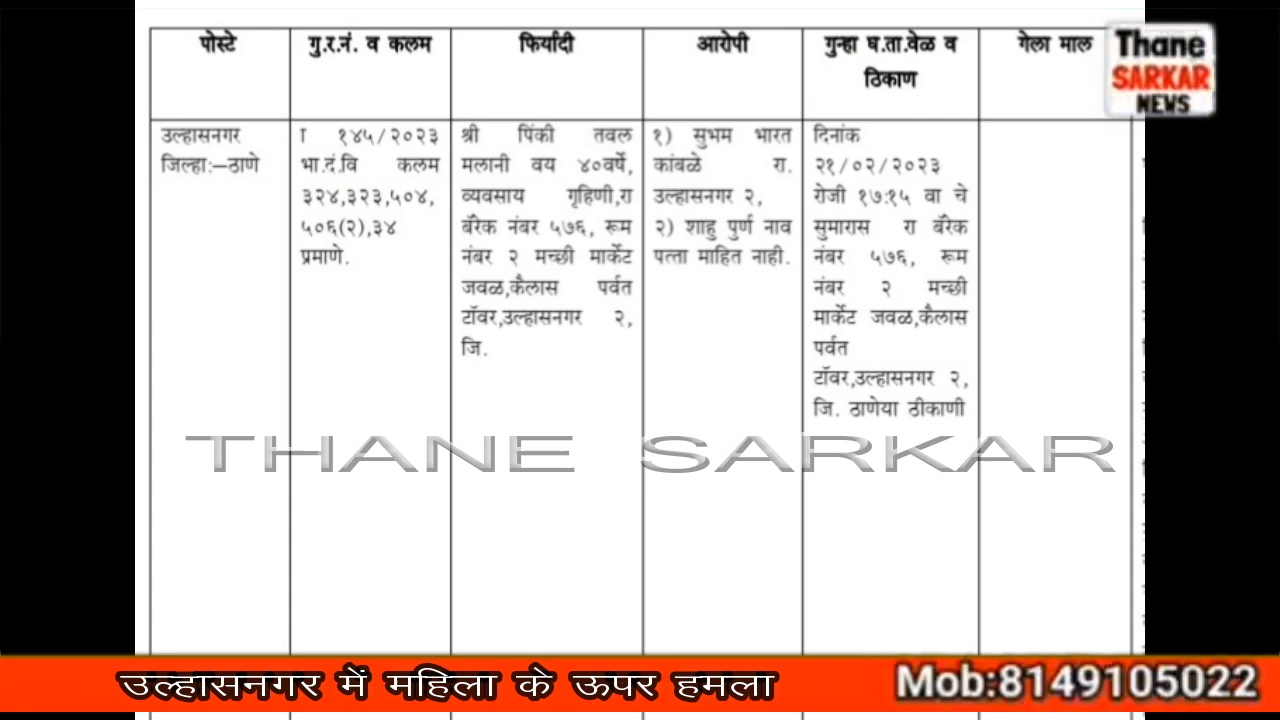 पोस्टे
गु.र.नं. व कलम
फिर्यादी
आरोपी
गुन्हा घ.ता.वेळ व
ठिकाण
गेला माल
Thane
SARKAR
NEWS
उल्हासनगर
जिल्हा:–ठाणे
१४५/२०२३
भा.दं.वि कलम
३२४,३२३,५०४,
५०६(२),३४
प्रमाणे.
श्री पिंकी तवल
मलानी वय ४०वर्षे,
व्यवसाय गृहिणी,रा
बॅरेक नंबर ५७६, रूम
नंबर २ मच्छी मार्केट
जवळ,कैलास पर्वत
टॉवर,उल्हासनगर २,
जि.
१) सुभम भारत
कांबळे रा.
उल्हासनगर २,
२) शाहु पुर्ण नाव
पत्ता माहित नाही.
दिनांक
२१/०२/२०२३
रोजी १७:१५ वा चे
सुमारास रा बॅरेक
नंबर ५७६, रूम
नंबर २ मच्छी
मार्केट जवळ,कैलास
पर्वत
टॉवर,उल्हासनगर २,
जि. ठाणेया ठीकाणी
THANE SARKAR
उल्हासनगर में महिला के ऊपर हमला
Mob:8149105022